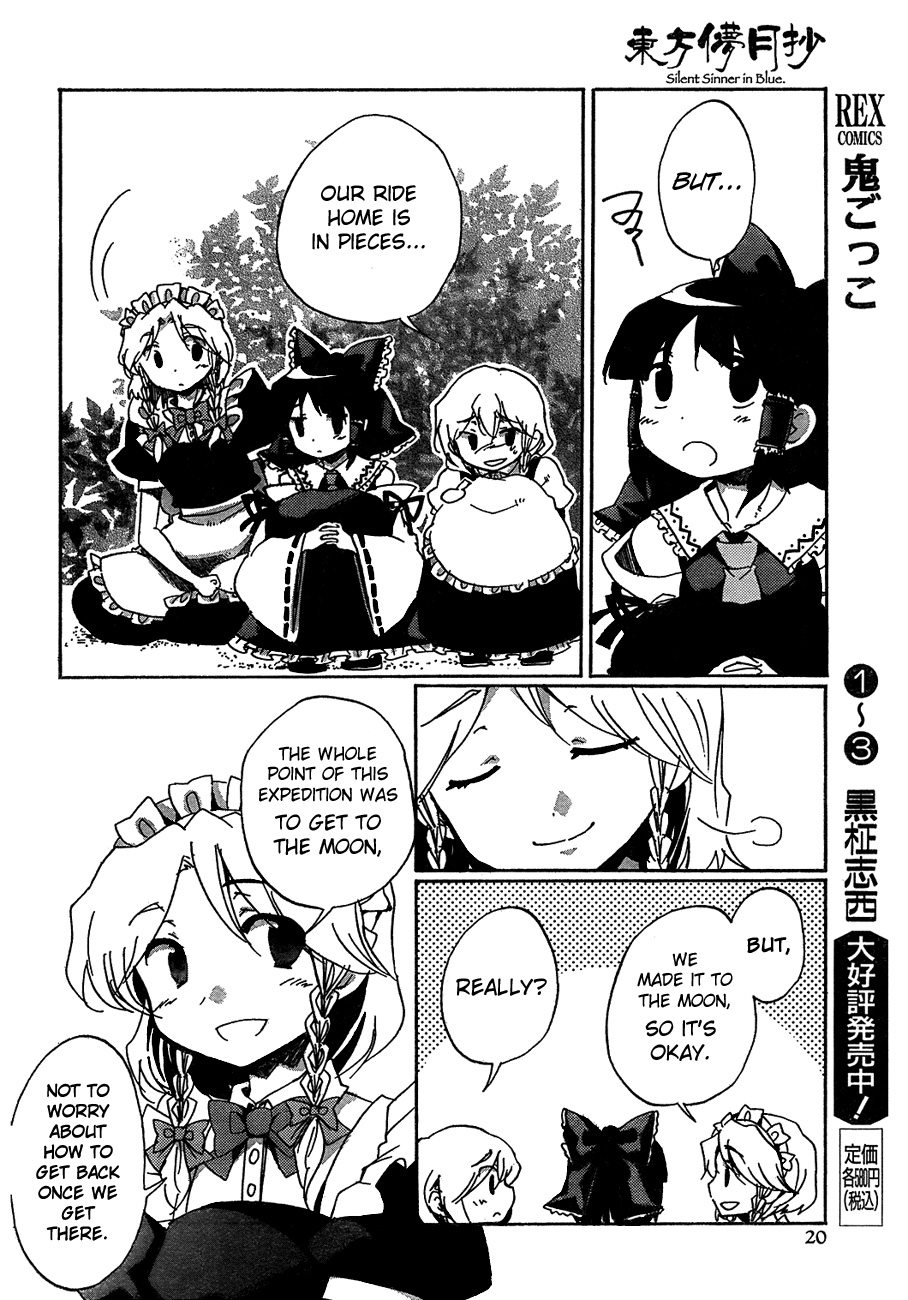 東方儚月抄
Silent Sinner in Blue.
BUT...
OUR RIDE
HOME IS
IN PIECES...
BUT,
WE
MADE IT TO
THE MOON,
SO IT'S
OKAY.
REALLY?
THE WHOLE
POINT OF THIS
EXPEDITION WAS
TO GET TO
THE MOON,
NOT TO
WORRY
ABOUT
HOW TO
GET BACK
ONCE WE
GET
THERE.
REX
COMICS
鬼ごっこ
①～③
黒柾志西
大好評発売中!
定価
各580円
(税込)
20